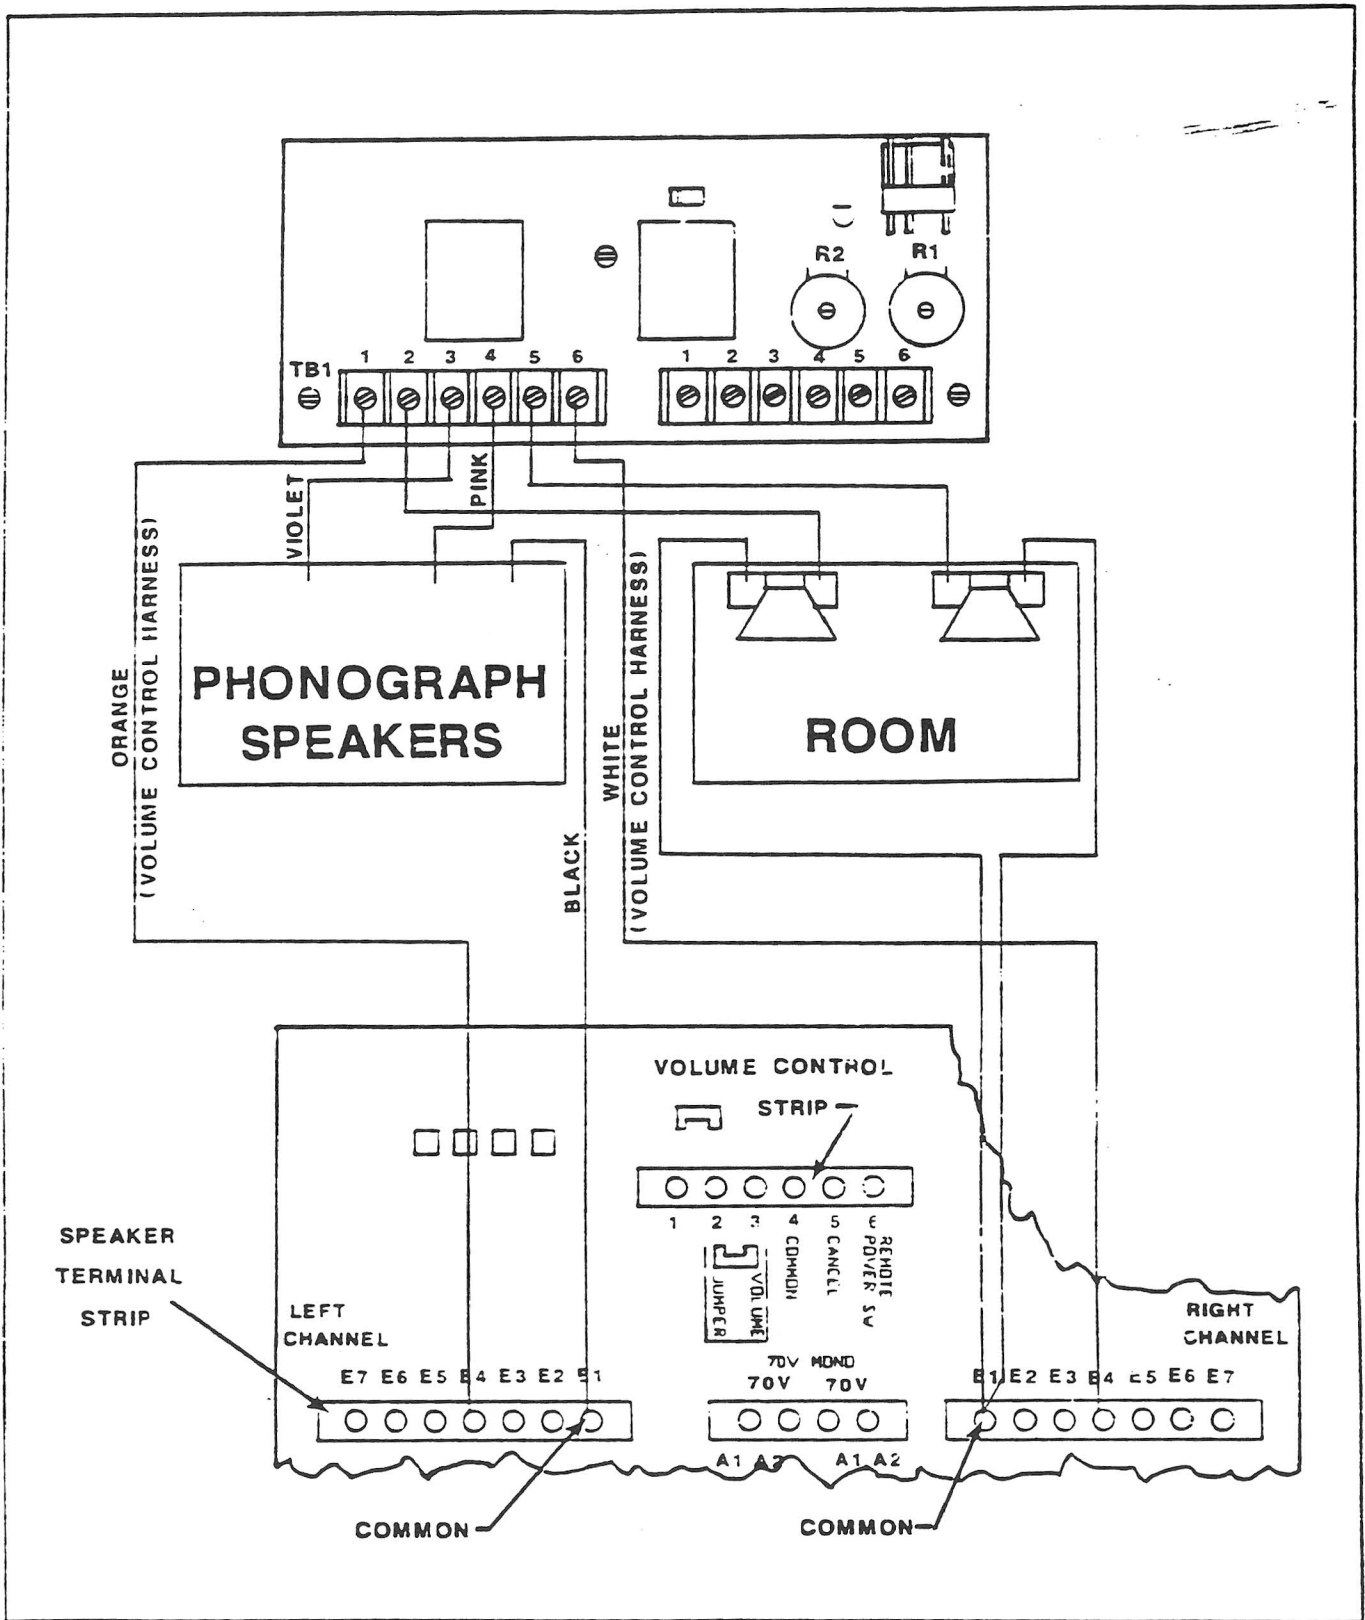 R2 R1
TB1 1 2 3 4 5 6 1 2 3 4 5 6
VIOLET
PINK
ORANGE
(VOLUME CONTROL HARNESS)
PHONOGRAPH
SPEAKERS
BLACK
WHITE
(VOLUME CONTROL HARNESS)
ROOM
VOLUME CONTROL
STRIP
1 2 3 4 5 6
JUMPER
VOLUME
COMMON
CANCEL
REMOTE
POWER SW
SPEAKER
TERMINAL
STRIP
LEFT
CHANNEL
E7 E6 E5 E4 E3 E2 E1
70V MONO
70V 70V
A1 A2 A1 A2
RIGHT
CHANNEL
E1 E2 E3 E4 E5 E6 E7
COMMON
COMMON